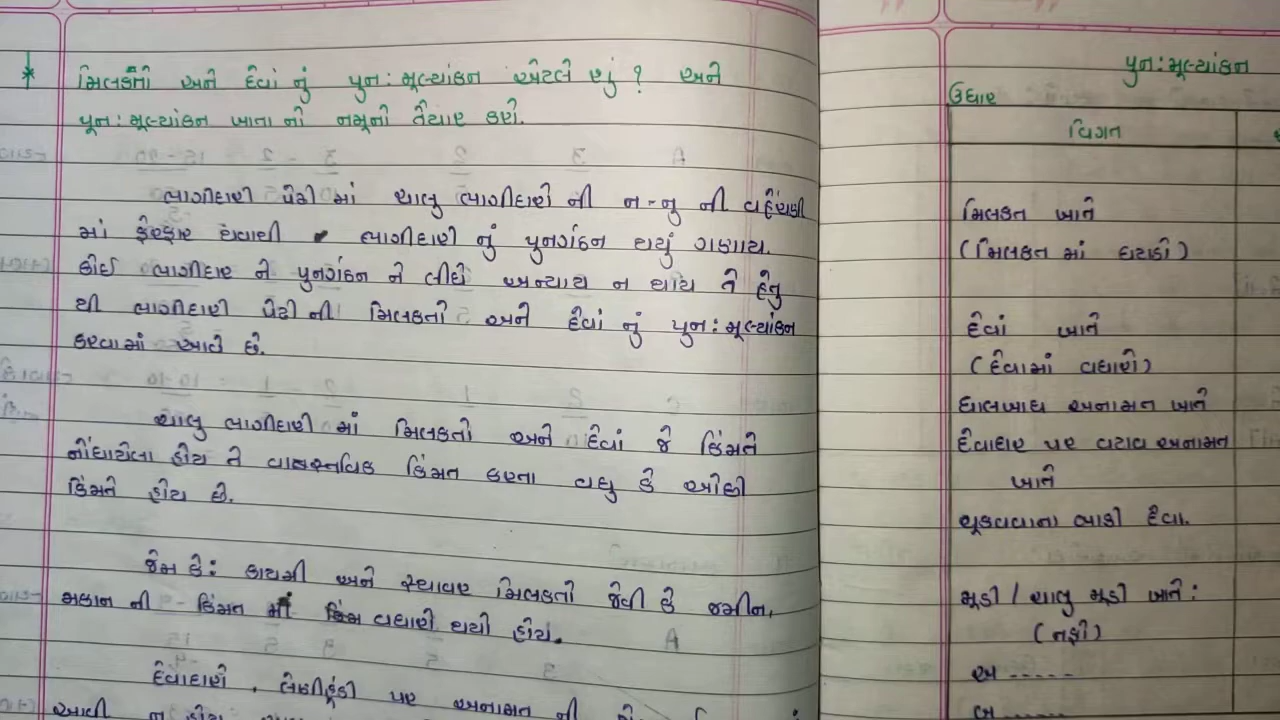 * મિલકતો અને દેવાં નું પુન:મૂલ્યાંકન એટલે શું? અને
પૂન:મૂલ્યાંકન ખાતા નો નમૂનો તૈયાર કરો.
ભાગીદારી પેઢી માં ચાલુ ભાગીદારો ની ન-નુ ની વહેંચણી
માં ફેરફાર થવાથી ભાગીદારી નું પુનર્ગઠન થયું ગણાય.
કોઈ ભાગીદાર ને પુનર્ગઠન ને લીધે અન્યાય ન થાય તે હેતુ
થી ભાગીદારી પેઢી ની મિલકતો અને દેવાં નું પુન:મૂલ્યાંકન
કરવામાં આવે છે.
ચાલુ ભાગીદારી માં મિલકતો અને દેવાં જે કિંમતે
નોંધાયેલા હોય તે વાસ્તવિક કિંમત કરતા વધુ કે ઓછી
કિંમતે હોય છે.
જેમ કે: કાયમી અને સ્થાવર મિલકતો જેવી કે જમીન,
મકાન ની કિંમત માં વધારો થયો હોય.
દેવાદારો, લેણીહૂંડી પર અનામત ની
આવી ન હોય
પુન:મૂલ્યાંકન
ઉધાર
વિગત
મિલકત ખાતે
(મિલકત માં ઘટાડો)
દેવાં ખાતે
(દેવામાં વધારો)
ઘાલખાધ અનામત ખાતે
દેવાદાર પર વટાવ અનામત
ખાતે
ચૂકવવાના બાકી દેવા.
મૂડી / ચાલુ મૂડી ખાતે:
(નફો)
અ -----
બ -----